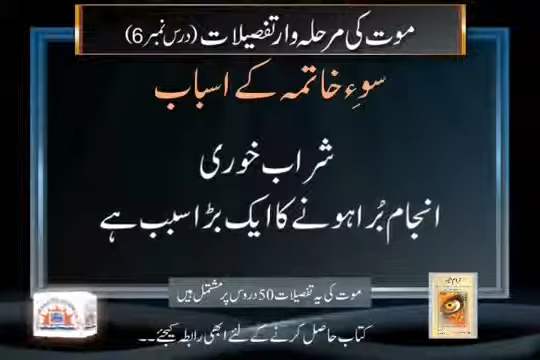 موت کی مرحلہ وار تفصیلات (درس نمبر 6)
سوءِ خاتمہ کے اسباب
شراب خوری
انجام بُرا ہونے کا ایک بڑا سبب ہے
موت کی یہ تفصیلات 50 دروس پر مشتمل ہیں
کتاب حاصل کرنے کے لئے ابھی رابطہ کیجئے۔۔